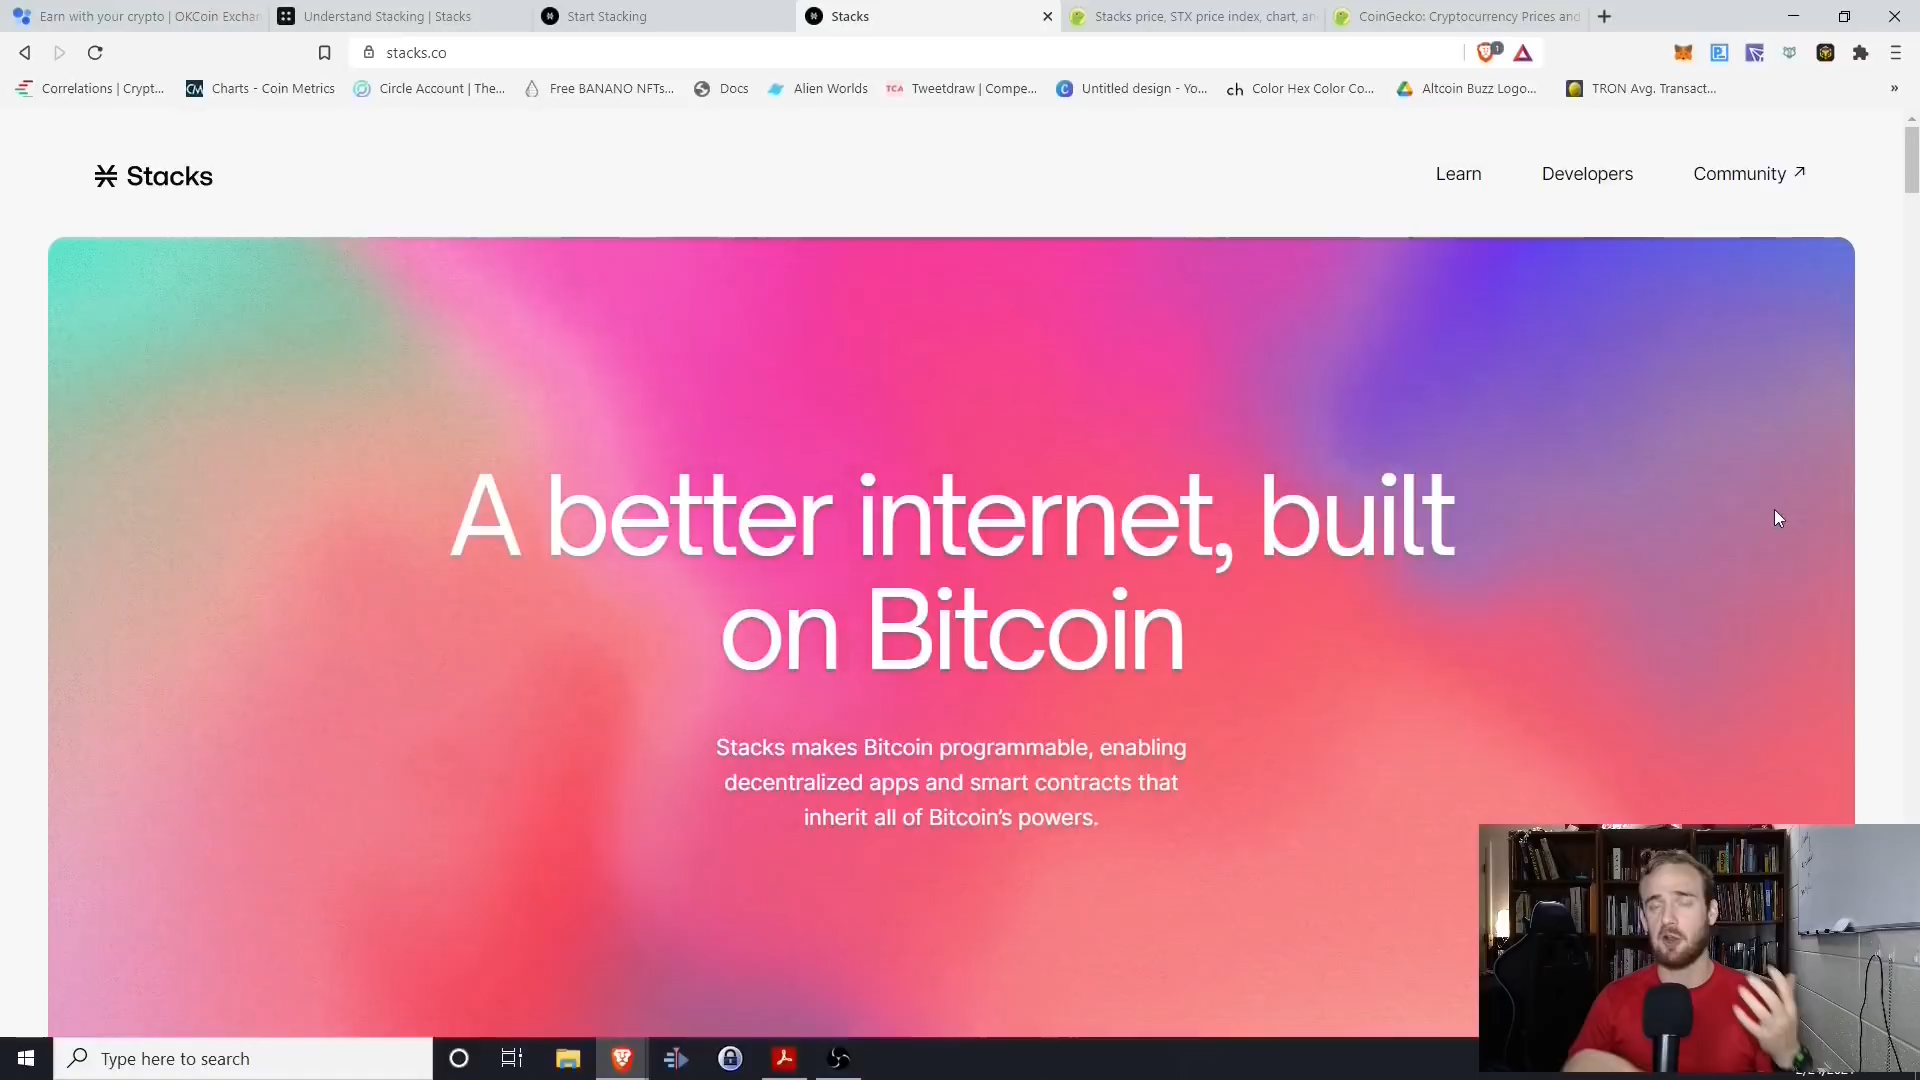 Earn with your crypto | OKCoin Exchan
Understand Stacking | Stacks
Start Stacking
Stacks
Stacks price, STX price index, chart, an
CoinGecko: Cryptocurrency Prices and
stacks.co
1
Correlations | Crypt...
CM
Charts - Coin Metrics
Circle Account | The...
Free BANANO NFTs...
Docs
Alien Worlds
TCA
Tweetdraw | Compe...
Untitled design - Yo...
ch
Color Hex Color Co...
Altcoin Buzz Logo...
TRON Avg. Transact...
Stacks
Learn
Developers
Community ↗
A better internet, built
on Bitcoin
Stacks makes Bitcoin programmable, enabling
decentralized apps and smart contracts that
inherit all of Bitcoin's powers.
Type here to search